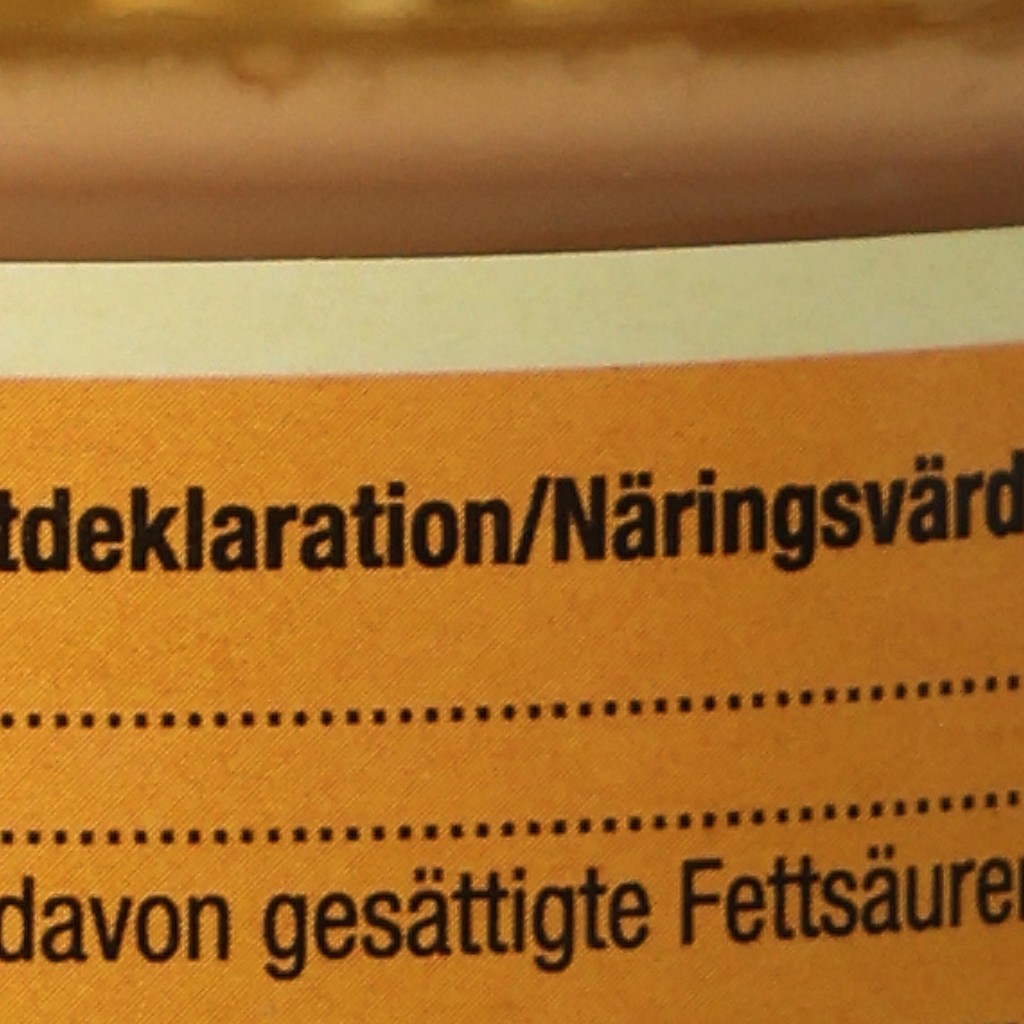 tdeklaration/Näringsvärd
....................................
....................................
davon gesättigte Fettsäuren